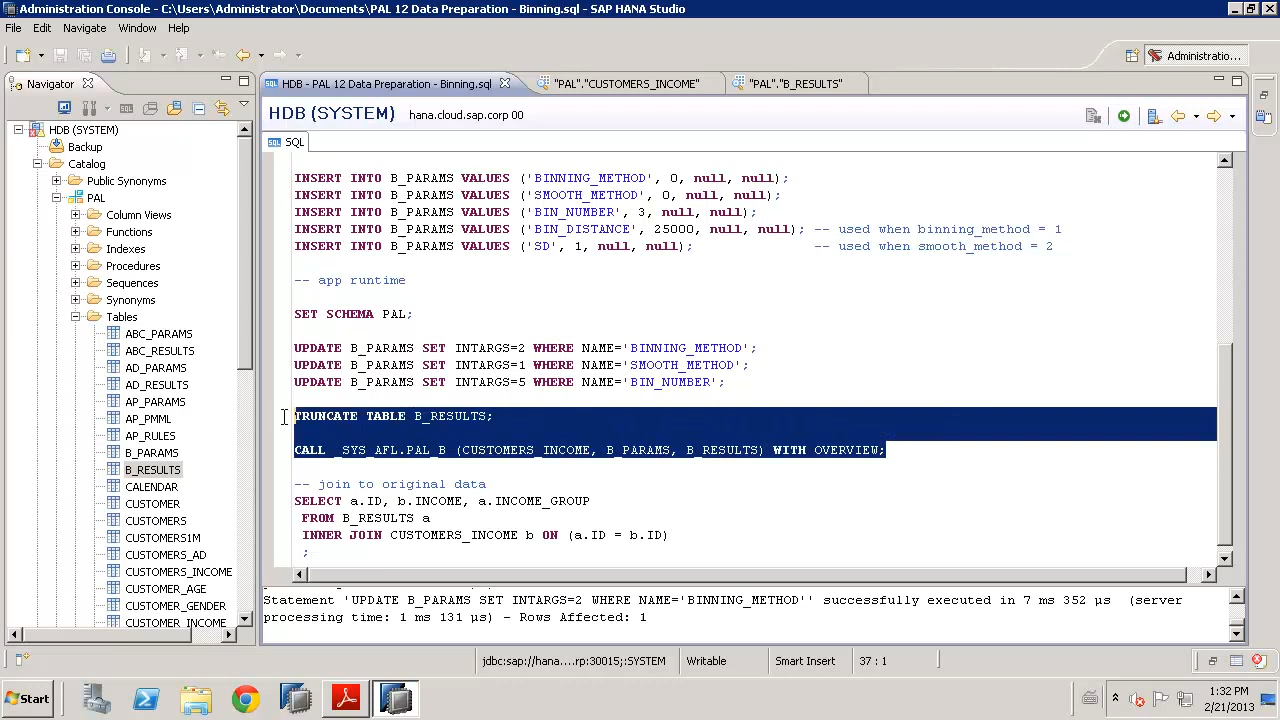 Administration Console - C:\Users\Administrator\Documents\PAL 12 Data Preparation - Binning.sql - SAP HANA Studio
File Edit Navigate Window Help
Administratio...
Navigator
HDB (SYSTEM)
Backup
Catalog
Public Synonyms
PAL
Column Views
Functions
Indexes
Procedures
Sequences
Synonyms
Tables
ABC_PARAMS
ABC_RESULTS
AD_PARAMS
AD_RESULTS
AP_PARAMS
AP_PMML
AP_RULES
B_PARAMS
B_RESULTS
CALENDAR
CUSTOMER
CUSTOMERS
CUSTOMERS1M
CUSTOMERS_AD
CUSTOMERS_INCOME
CUSTOMER_AGE
CUSTOMER_GENDER
CUSTOMER_INCOME
HDB - PAL 12 Data Preparation - Binning.sql
"PAL"."CUSTOMERS_INCOME"
"PAL"."B_RESULTS"
HDB (SYSTEM) hana.cloud.sap.corp 00
SQL SQL
INSERT INTO B_PARAMS VALUES ('BINNING_METHOD', 0, null, null);
INSERT INTO B_PARAMS VALUES ('SMOOTH_METHOD', 0, null, null);
INSERT INTO B_PARAMS VALUES ('BIN_NUMBER', 3, null, null);
INSERT INTO B_PARAMS VALUES ('BIN_DISTANCE', 25000, null, null); -- used when binning_method = 1
INSERT INTO B_PARAMS VALUES ('SD', 1, null, null); -- used when smooth_method = 2
-- app runtime
SET SCHEMA PAL;
UPDATE B_PARAMS SET INTARGS=2 WHERE NAME='BINNING_METHOD';
UPDATE B_PARAMS SET INTARGS=1 WHERE NAME='SMOOTH_METHOD';
UPDATE B_PARAMS SET INTARGS=5 WHERE NAME='BIN_NUMBER';
TRUNCATE TABLE B_RESULTS;
CALL _SYS_AFL.PAL_B (CUSTOMERS_INCOME, B_PARAMS, B_RESULTS) WITH OVERVIEW;
-- join to original data
SELECT a.ID, b.INCOME, a.INCOME_GROUP
FROM B_RESULTS a
INNER JOIN CUSTOMERS_INCOME b ON (a.ID = b.ID)
;
Statement 'UPDATE B_PARAMS SET INTARGS=2 WHERE NAME='BINNING_METHOD'' successfully executed in 7 ms 352 µs (server
processing time: 1 ms 131 µs) - Rows Affected: 1
jdbc:sap://hana....rp:30015/:SYSTEM Writable Smart Insert 37 : 1
Start
1:32 PM
2/21/2013